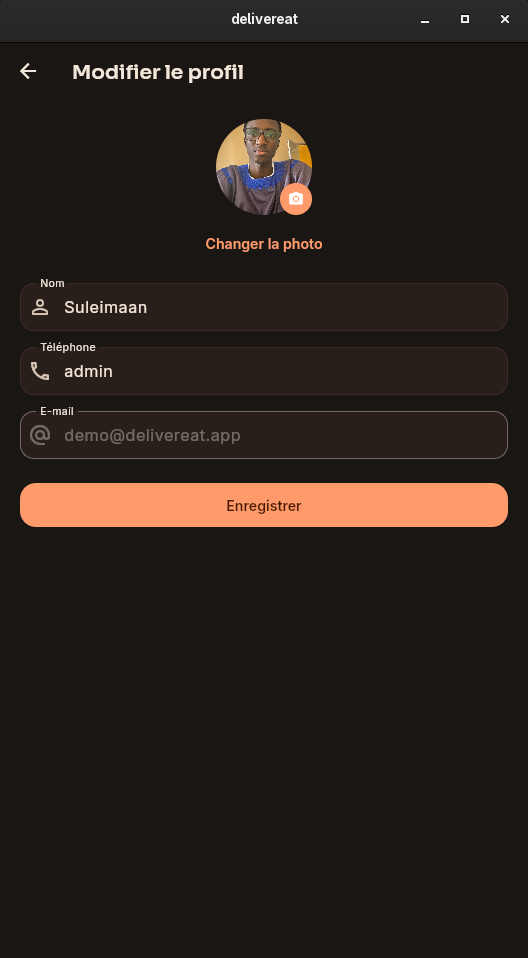 delivereat
Modifier le profil
Changer la photo
Nom
Suleimaan
Téléphone
admin
E-mail
demo@delivereat.app
Enregistrer